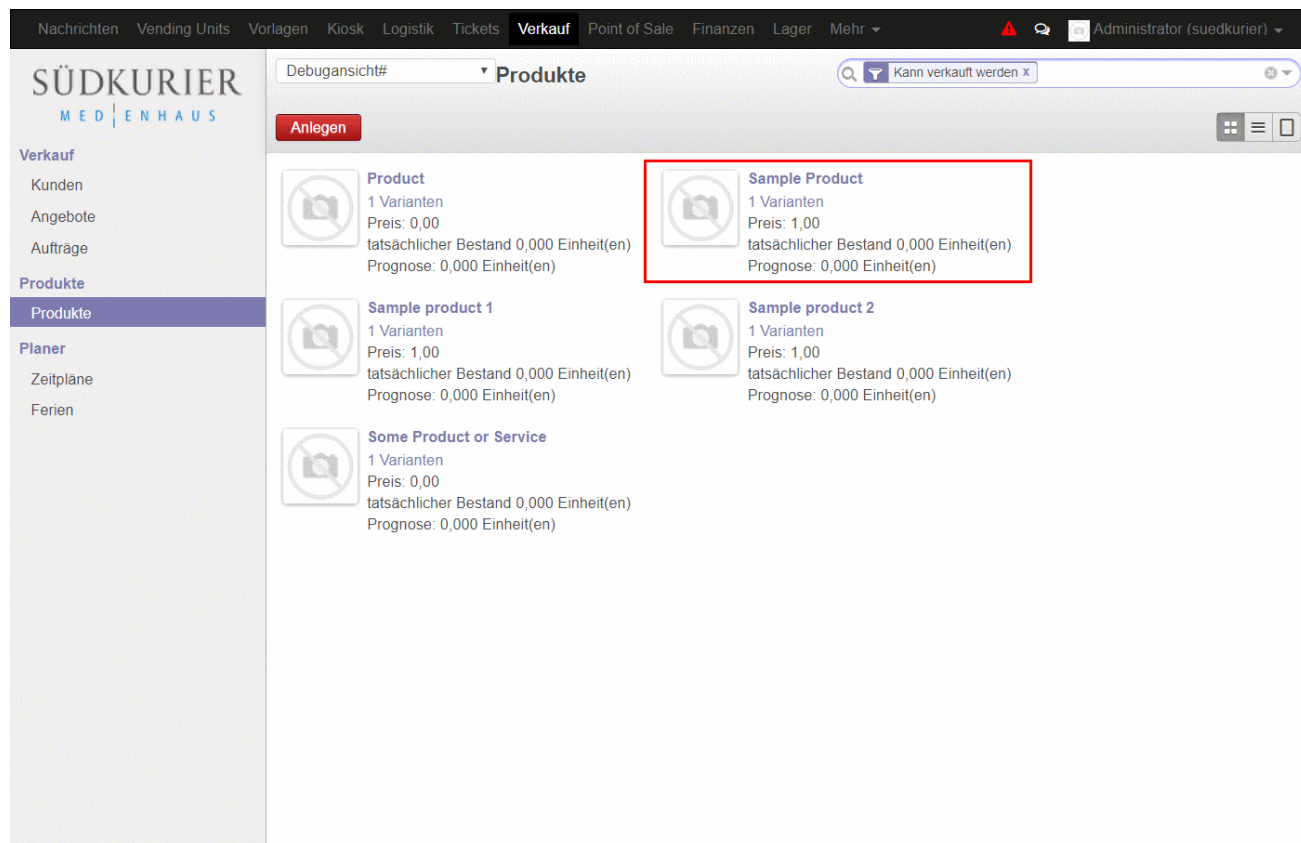 Nachrichten Vending Units Vorlagen Kiosk Logistik Tickets Verkauf Point of Sale Finanzen Lager Mehr Administrator (suedkurier)
SÜDKURIER
MEDIENHAUS
Verkauf
Kunden
Angebote
Aufträge
Produkte
Produkte
Planer
Zeitpläne
Ferien
Debugansicht# Produkte
Kann verkauft werden x
Anlegen
Product
1 Varianten
Preis: 0,00
tatsächlicher Bestand 0,000 Einheit(en)
Prognose: 0,000 Einheit(en)
Sample Product
1 Varianten
Preis: 1,00
tatsächlicher Bestand 0,000 Einheit(en)
Prognose: 0,000 Einheit(en)
Sample product 1
1 Varianten
Preis: 1,00
tatsächlicher Bestand 0,000 Einheit(en)
Prognose: 0,000 Einheit(en)
Sample product 2
1 Varianten
Preis: 1,00
tatsächlicher Bestand 0,000 Einheit(en)
Prognose: 0,000 Einheit(en)
Some Product or Service
1 Varianten
Preis: 0,00
tatsächlicher Bestand 0,000 Einheit(en)
Prognose: 0,000 Einheit(en)